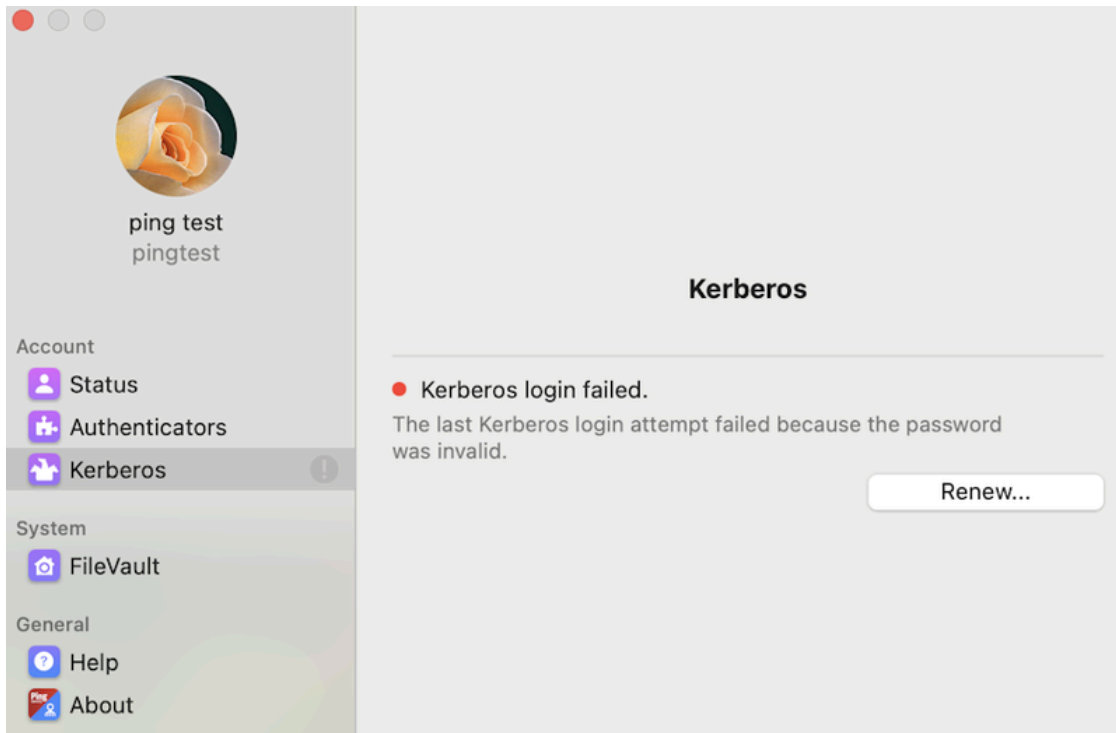 ping test
pingtest
Account
Status
Authenticators
Kerberos
System
FileVault
General
Help
Ping
About
Kerberos
Kerberos login failed.
The last Kerberos login attempt failed because the password
was invalid.
Renew...